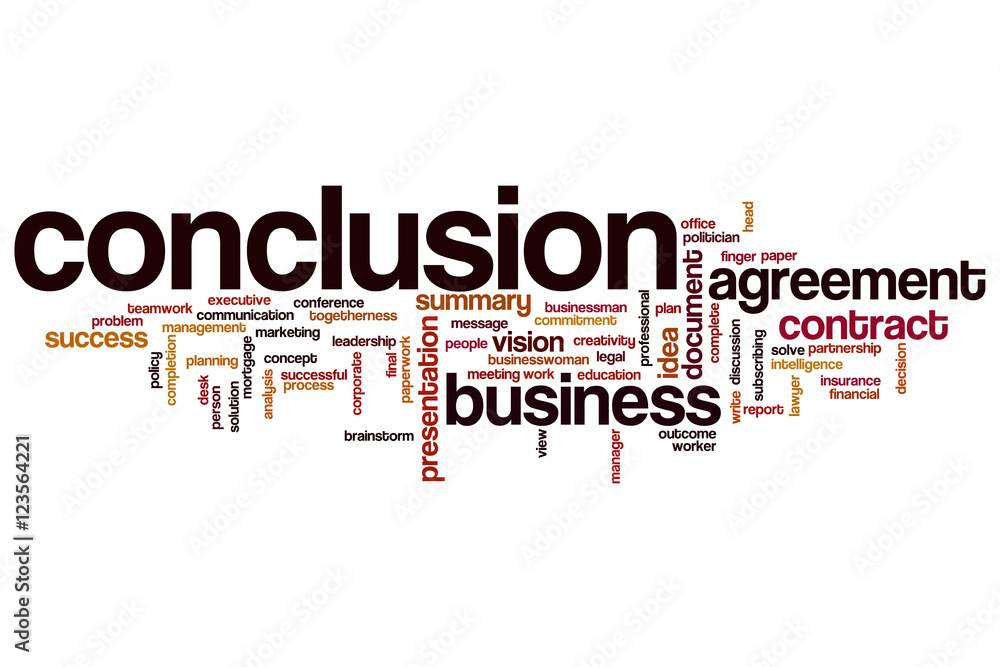 conclusion
office
politician
head
finger
paper
agreement
document
teamwork
executive
conference
summary
businessman
professional
plan
problem
communication
togetherness
message
commitment
complete
contract
success
management
marketing
leadership
people
vision
creativity
idea
discussion
subscribing
solve
partnership
policy
completion
planning
mortgage
concept
final
paperwork
presentation
businesswoman
legal
intelligence
decision
desk
person
solution
analysis
successful
process
corporate
meeting
work
education
business
write
report
lawyer
insurance
financial
brainstorm
view
manager
outcome
worker
Adobe Stock | #123564221
Adobe Stock